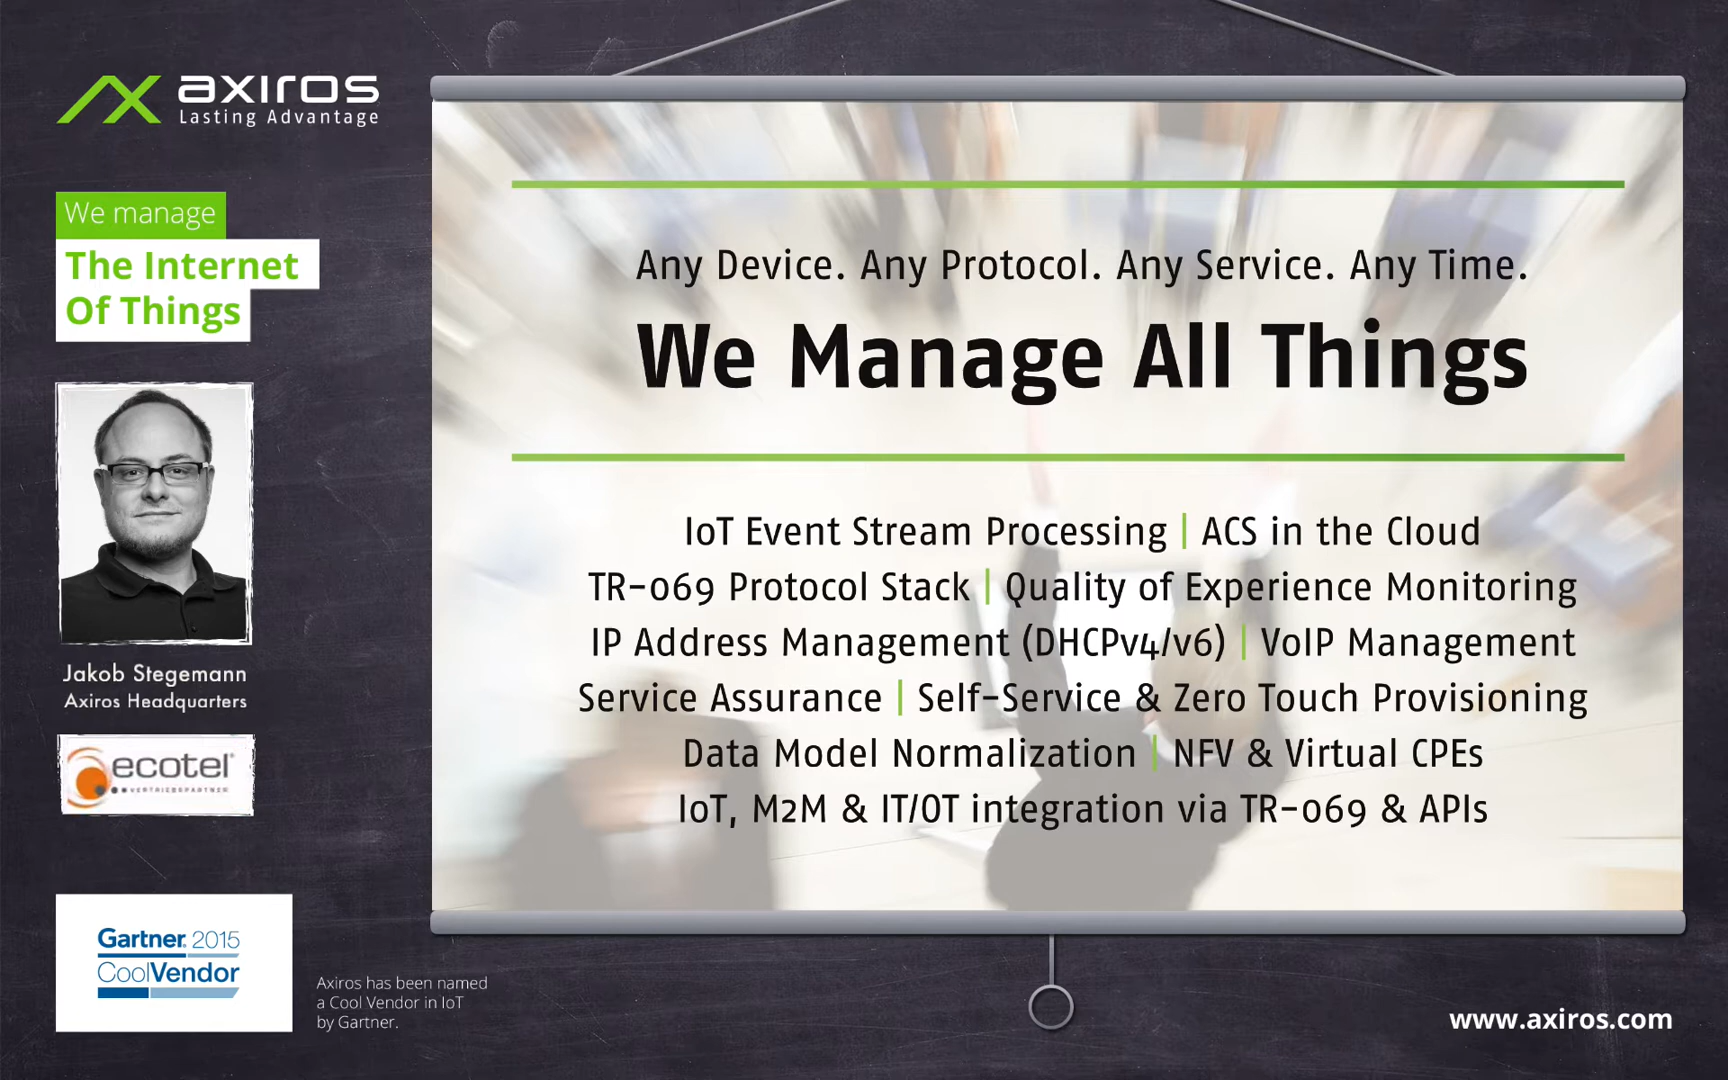 axiros
Lasting Advantage
We manage
The Internet
Of Things
Jakob Stegemann
Axiros Headquarters
ecotel®
VERTRIEBSPARTNER
Gartner 2015
CoolVendor
Axiros has been named
a Cool Vendor in IoT
by Gartner.
Any Device. Any Protocol. Any Service. Any Time.
We Manage All Things
IoT Event Stream Processing | ACS in the Cloud
TR-069 Protocol Stack | Quality of Experience Monitoring
IP Address Management (DHCPv4/v6) | VoIP Management
Service Assurance | Self-Service & Zero Touch Provisioning
Data Model Normalization | NFV & Virtual CPEs
IoT, M2M & IT/OT integration via TR-069 & APIs
www.axiros.com